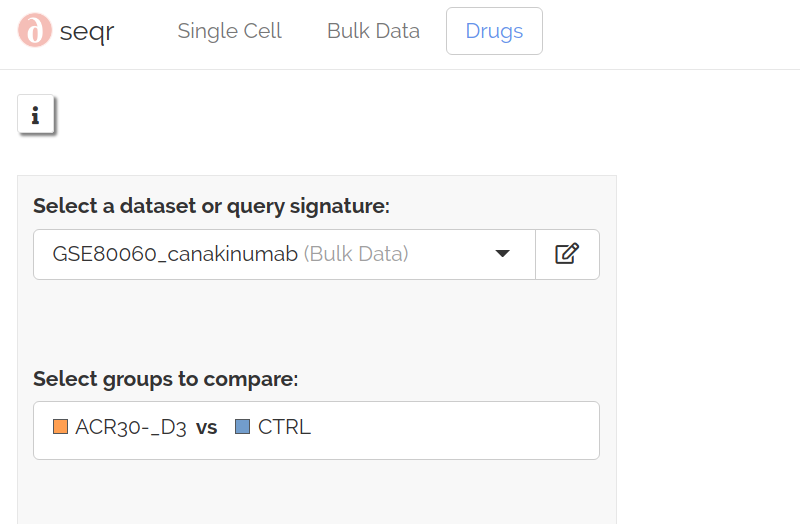 seqr Single Cell Bulk Data Drugs
i
Select a dataset or query signature:
GSE80060_canakinumab (Bulk Data)
Select groups to compare:
ACR30-_D3 vs CTRL